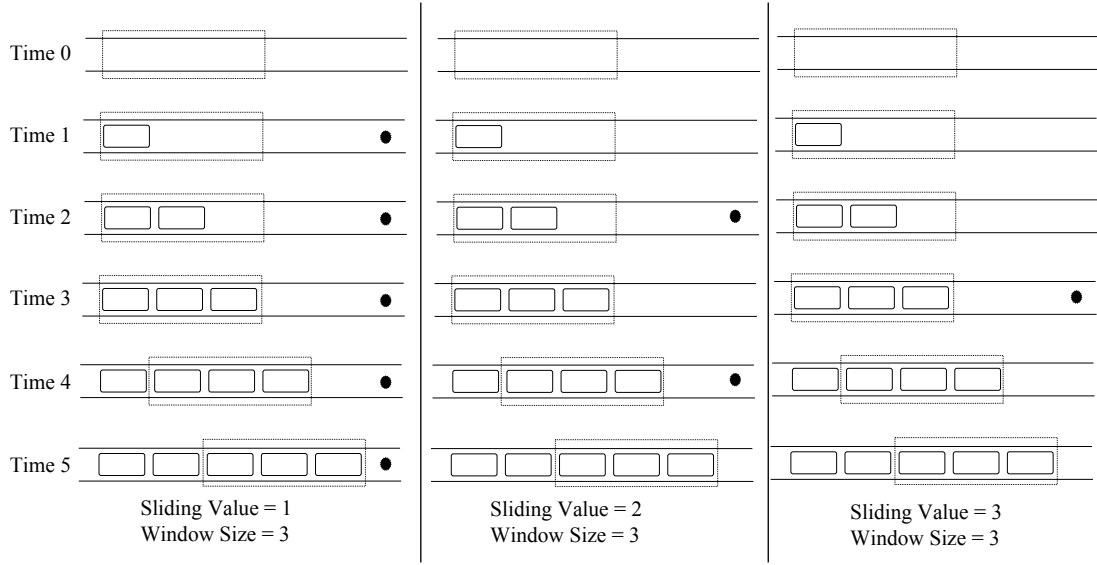 Time 0
Time 1
Time 2
Time 3
Time 4
Time 5
Sliding Value = 1
Window Size = 3
Sliding Value = 2
Window Size = 3
Sliding Value = 3
Window Size = 3